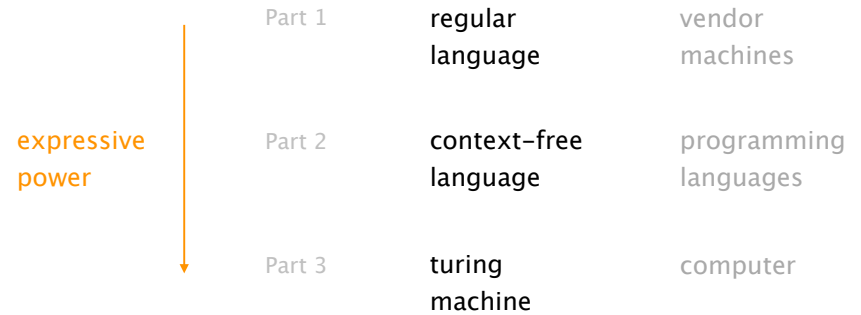 Part 1 regular vendor
language machines
expressive Part 2 context-free programming
power language languages
Part 3 turing computer
machine